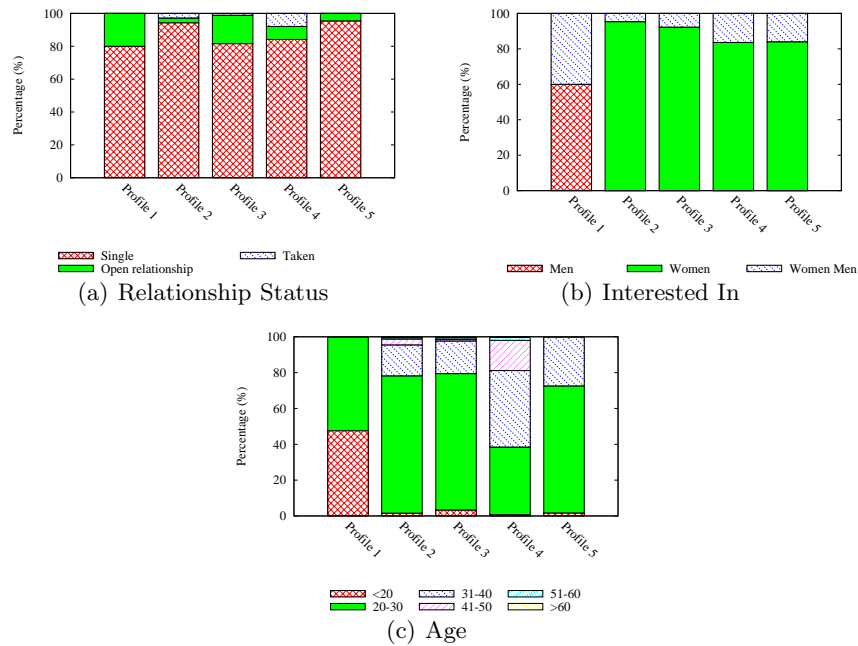 Percentage (%)
100
80
60
40
20
0
Profile 1
Profile 2
Profile 3
Profile 4
Profile 5
Single
Taken
Open relationship
(a) Relationship Status
Percentage (%)
100
80
60
40
20
0
Profile 1
Profile 2
Profile 3
Profile 4
Profile 5
Men
Women
Women Men
(b) Interested In
Percentage (%)
100
80
60
40
20
0
Profile 1
Profile 2
Profile 3
Profile 4
Profile 5
<20
31-40
51-60
20-30
41-50
>60
(c) Age